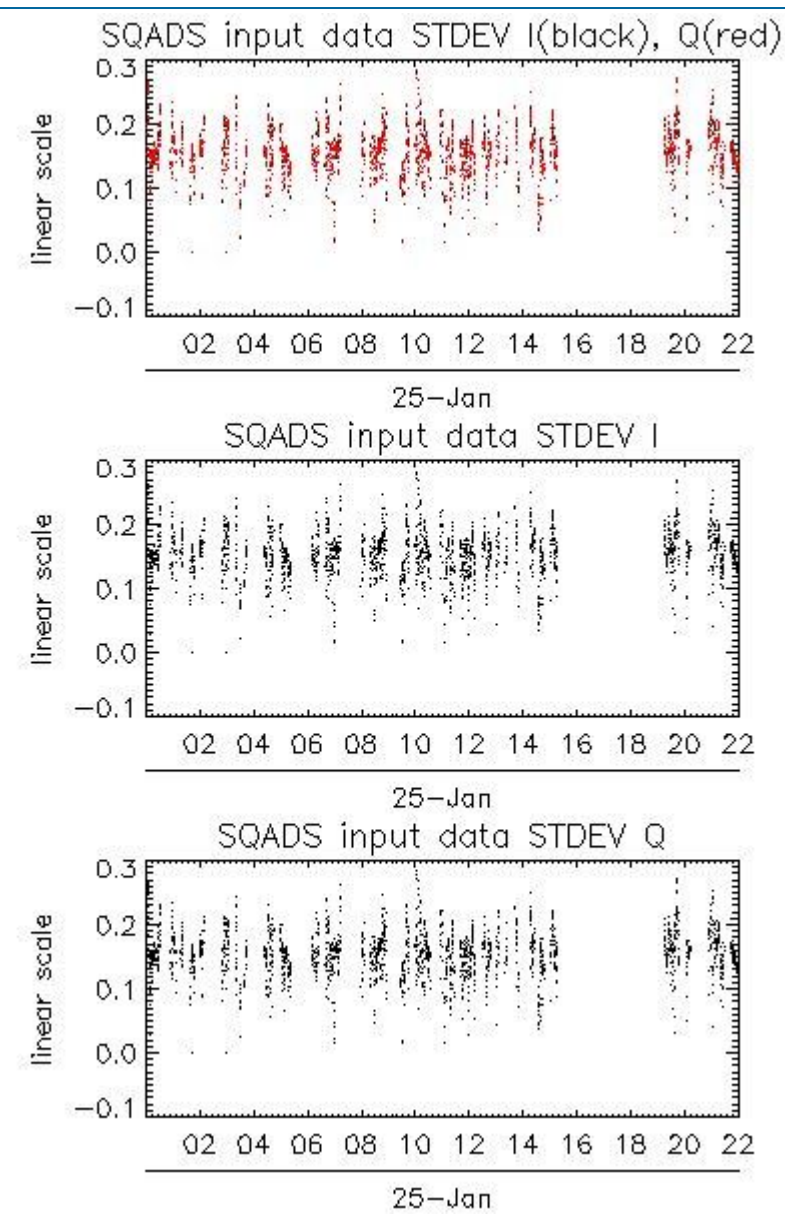 SQADS input data STDEV I(black), Q(red)
0.3
0.2
0.1
0.0
−0.1
linear scale
02 04 06 08 10 12 14 16 18 20 22
25-Jan
SQADS input data STDEV I
0.3
0.2
0.1
0.0
−0.1
linear scale
02 04 06 08 10 12 14 16 18 20 22
25-Jan
SQADS input data STDEV Q
0.3
0.2
0.1
0.0
−0.1
linear scale
02 04 06 08 10 12 14 16 18 20 22
25-Jan